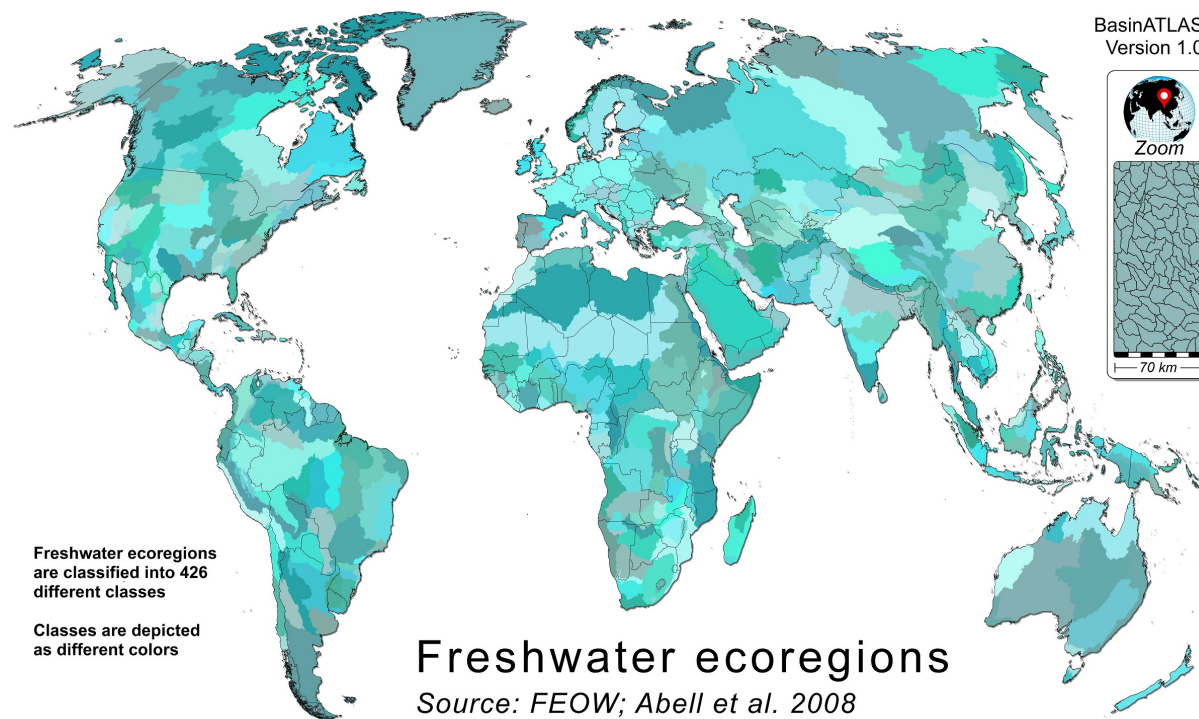 BasinATLAS
Version 1.0
Zoom
70 km
Freshwater ecoregions
are classified into 426
different classes
Classes are depicted
as different colors
Freshwater ecoregions
Source: FEOW; Abell et al. 2008